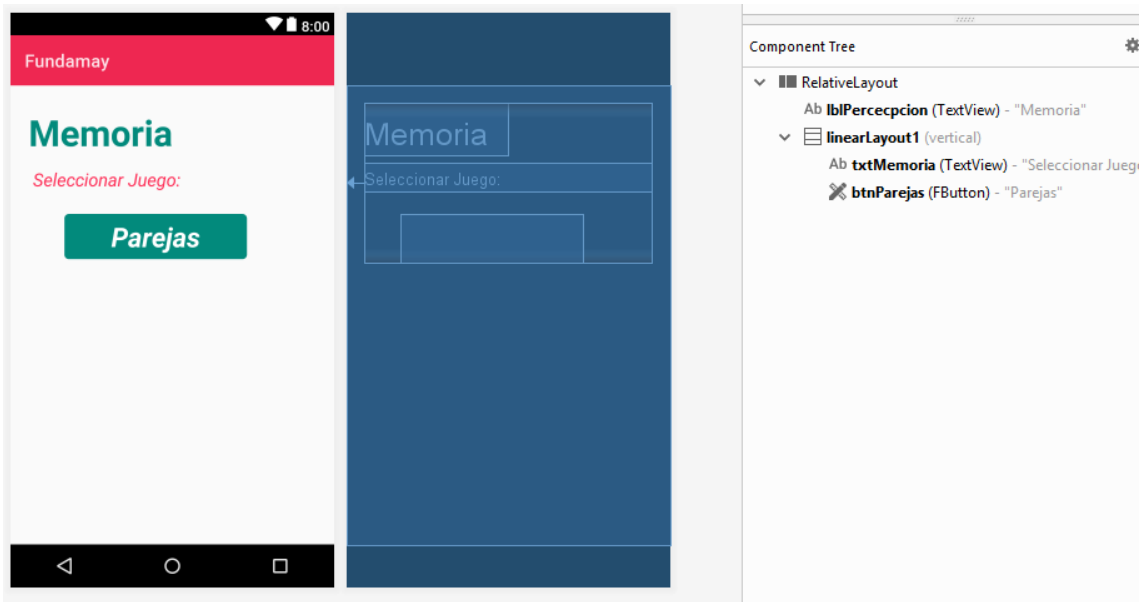 8:00
Fundamay
Memoria
Seleccionar Juego:
Parejas
Memoria
Seleccionar Juego:
Component Tree
RelativeLayout
Ab lblPercecpcion (TextView) - "Memoria"
linearLayout1 (vertical)
Ab txtMemoria (TextView) - "Seleccionar Juego
btnParejas (FButton) - "Parejas"